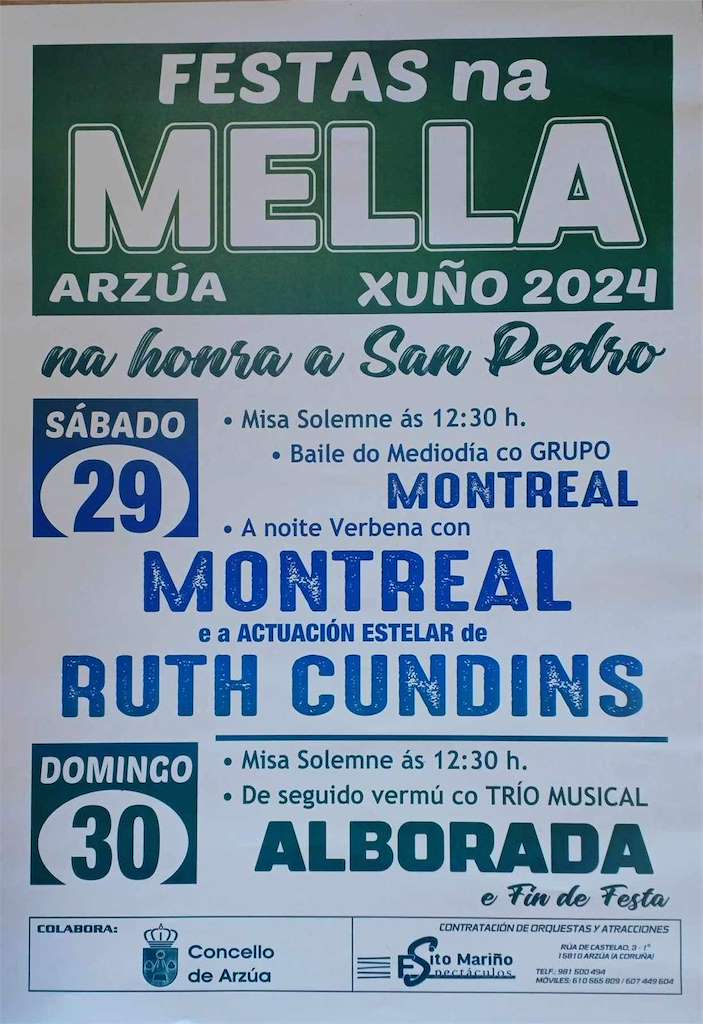 FESTAS na
MELLA
ARZÚA XUÑO 2024
na honra a San Pedro
SÁBADO
29
• Misa Solemne ás 12:30 h.
• Baile do Mediodía co GRUPO
MONTREAL
• A noite Verbena con
MONTREAL
e a ACTUACIÓN ESTELAR de
RUTH CUNDINS
DOMINGO
30
• Misa Solemne ás 12:30 h.
• De seguido vermú co TRÍO MUSICAL
ALBORADA
e Fin de Festa
COLABORA:
Concello
de Arzúa
CONTRATACIÓN DE ORQUESTAS Y ATRACCIONES
Sito Mariño
Espectáculos
RÚA DE CASTELAO, 3 - 1º
15810 ARZÚA (A CORUÑA)
TELF.: 981 500 494
MÓVILES: 610 665 809 / 607 449 604